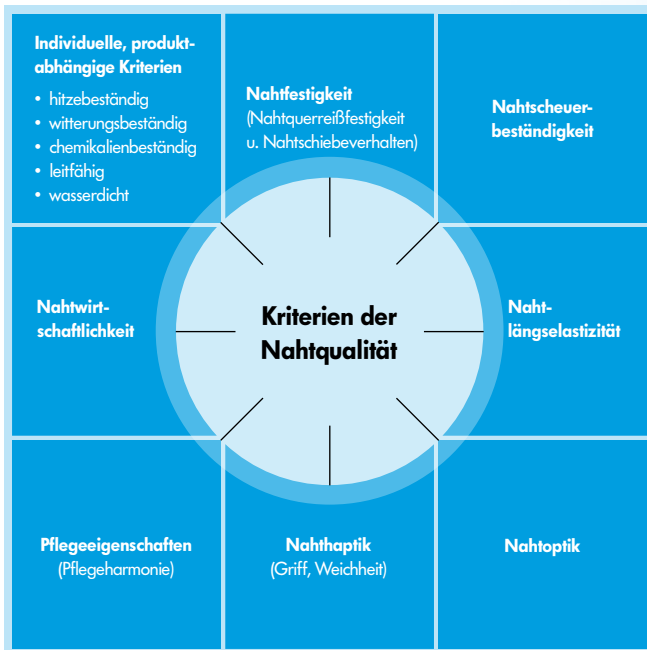 Individuelle, produkt-
abhängige Kriterien
• hitzebeständig
• witterungsbeständig
• chemikalienbeständig
• leitfähig
• wasserdicht
Nahtfestigkeit
(Nahtquerreißfestigkeit
u. Nahtschiebeverhalten)
Nahtscheuer-
beständigkeit
Nahtwirt-
schaftlichkeit
Kriterien der
Nahtqualität
Naht-
längselastizität
Pflegeeigenschaften
(Pflegeharmonie)
Nahthaptik
(Griff, Weichheit)
Nahtoptik